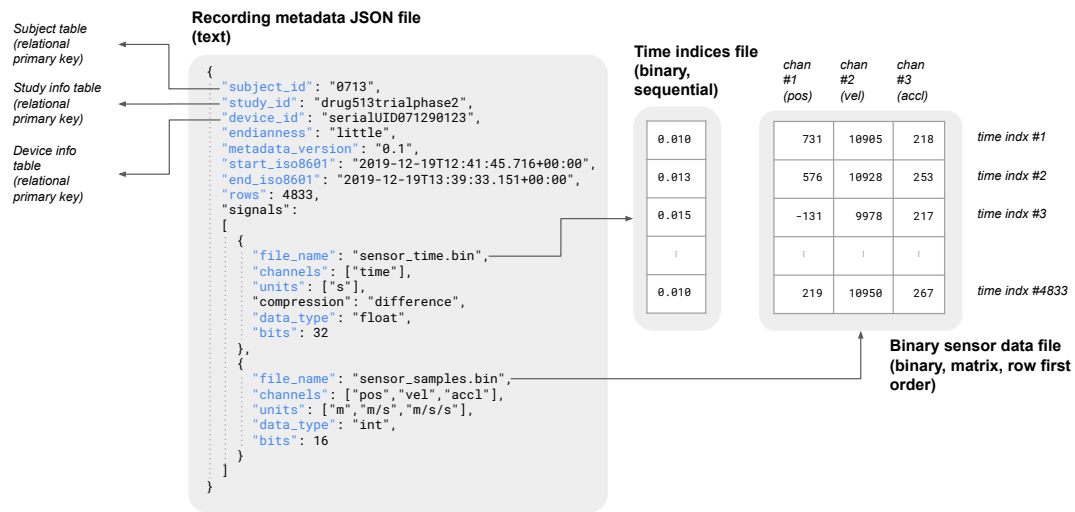 Subject table
(relational
primary key)
Study info table
(relational
primary key)
Device info
table
(relational
primary key)
Recording metadata JSON file
(text)
{
"subject_id": "0713",
"study_id": "drug513trialphase2",
"device_id": "serialUID071290123",
"endianness": "little",
"metadata_version": "0.1",
"start_iso8601": "2019-12-19T12:41:45.716+00:00",
"end_iso8601": "2019-12-19T13:39:33.151+00:00",
"rows": 4833,
"signals":
[
{
"file_name": "sensor_time.bin",
"channels": ["time"],
"units": ["s"],
"compression": "difference",
"data_type": "float",
"bits": 32
},
{
"file_name": "sensor_samples.bin",
"channels": ["pos","vel","accl"],
"units": ["m","m/s","m/s/s"],
"data_type": "int",
"bits": 16
}
]
}
Time indices file
(binary,
sequential)
0.010
0.013
0.015
0.010
chan #1 (pos)
chan #2 (vel)
chan #3 (accl)
731 10905 218 time indx #1
576 10928 253 time indx #2
-131 9978 217 time indx #3
219 10950 267 time indx #4833
Binary sensor data file
(binary, matrix, row first
order)